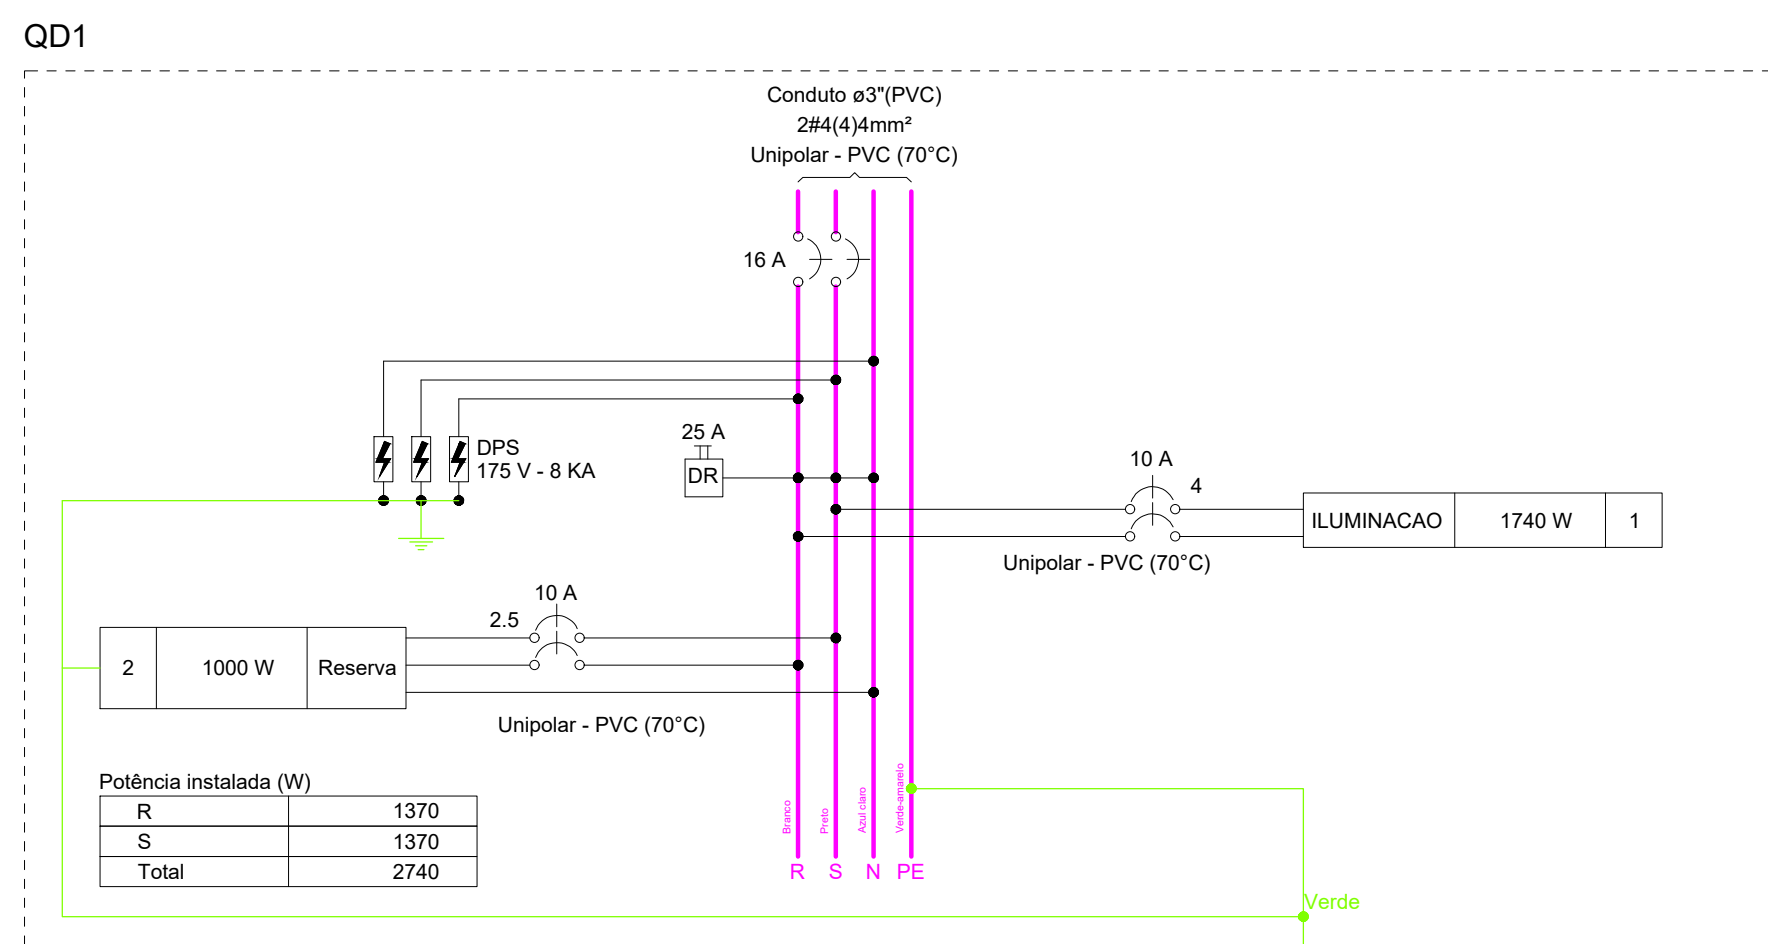 QD1
Conduto ø3"(PVC)
2#4(4)4mm²
Unipolar - PVC (70°C)
16 A
DPS
175 V - 8 KA
25 A
DR
10 A
4
ILUMINACAO 1740 W 1
Unipolar - PVC (70°C)
10 A
2.5
2 1000 W Reserva
Unipolar - PVC (70°C)
Potência instalada (W)
R 1370
S 1370
Total 2740
Branco
Preto
Azul claro
Verde-amarelo
R S N PE
Verde